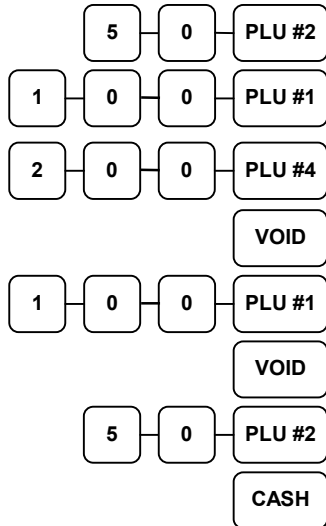 5 0 PLU #2
1 0 0 PLU #1
2 0 0 PLU #4
VOID
1 0 0 PLU #1
VOID
5 0 PLU #2
CASH